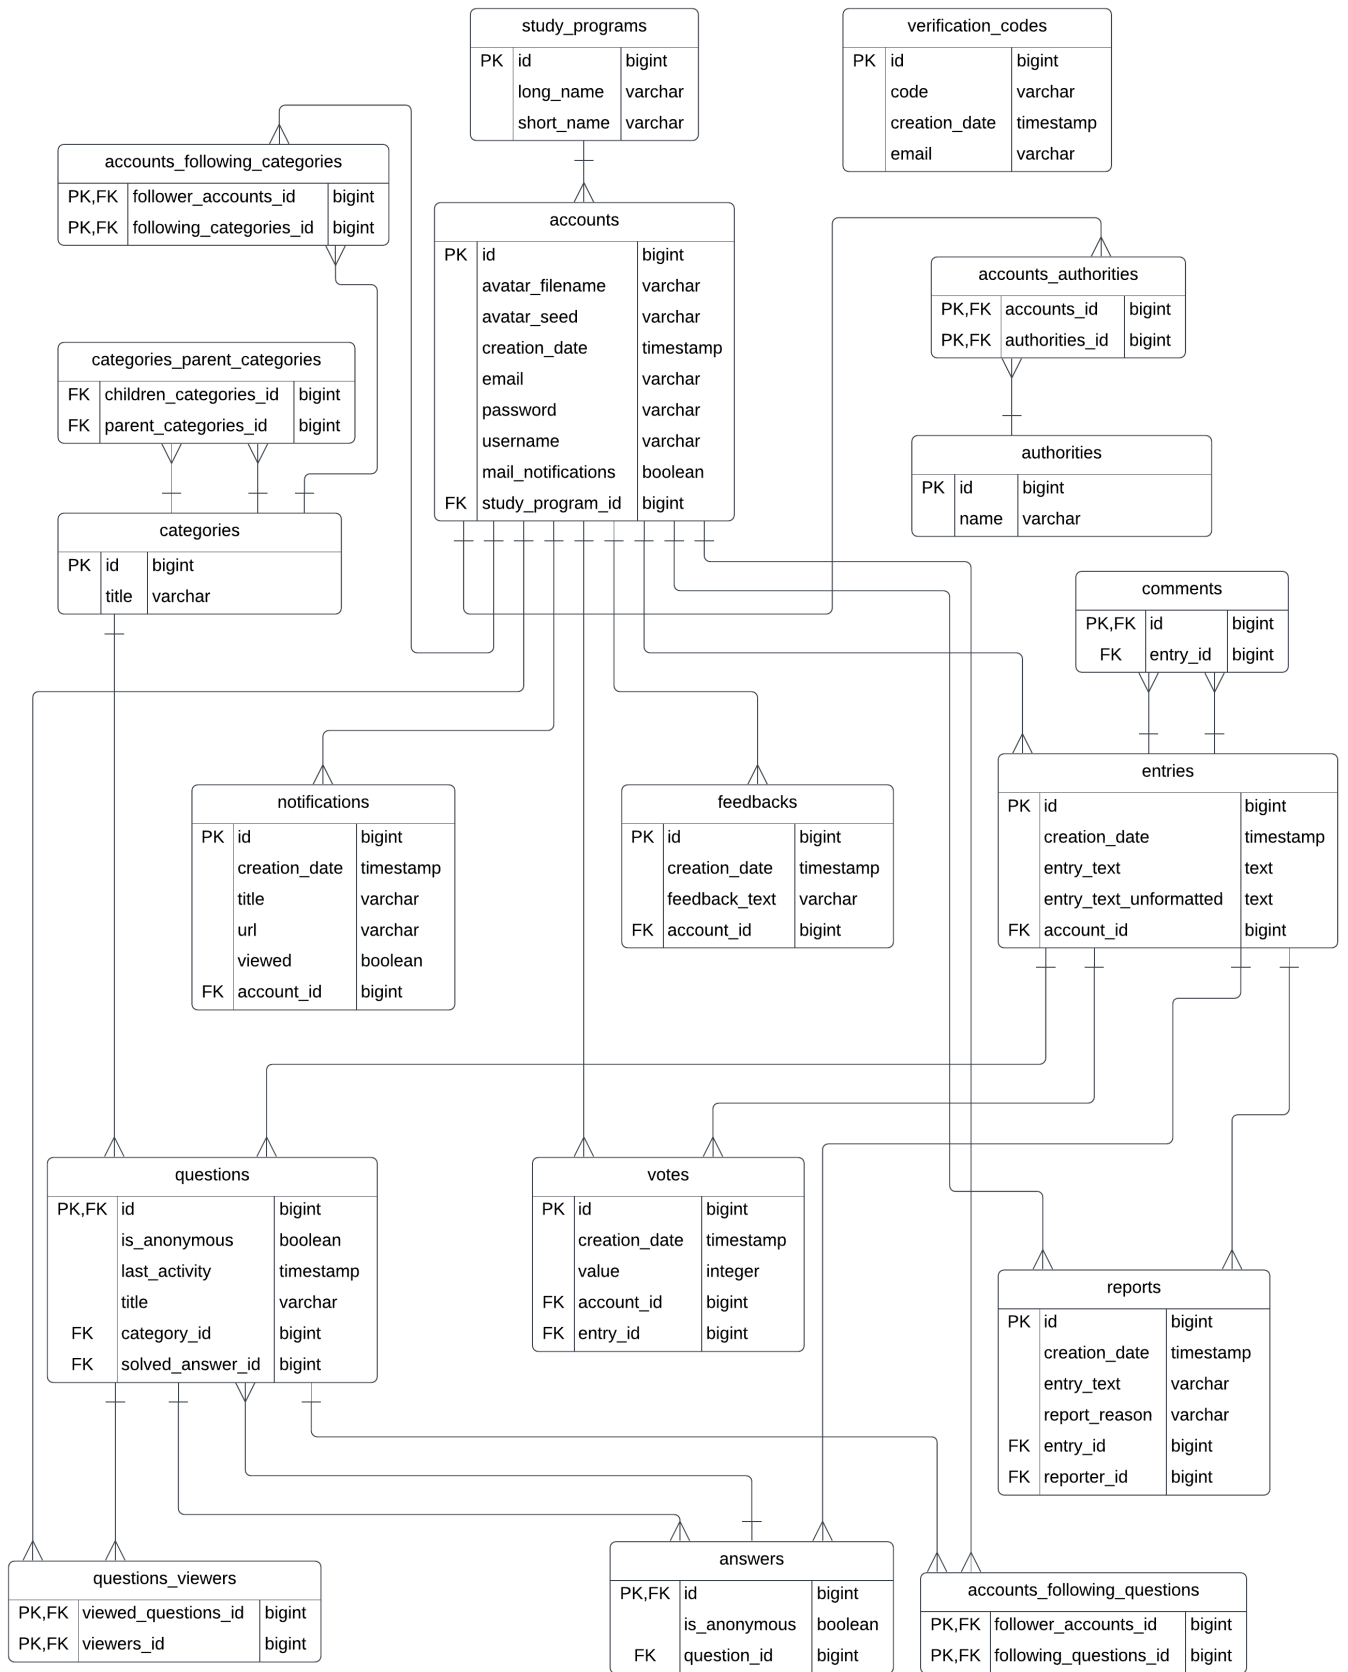 study_programs
PK id bigint
long_name varchar
short_name varchar
verification_codes
PK id bigint
code varchar
creation_date timestamp
email varchar
accounts_following_categories
PK,FK follower_accounts_id bigint
PK,FK following_categories_id bigint
accounts
PK id bigint
avatar_filename varchar
avatar_seed varchar
creation_date timestamp
email varchar
password varchar
username varchar
mail_notifications boolean
FK study_program_id bigint
accounts_authorities
PK,FK accounts_id bigint
PK,FK authorities_id bigint
categories_parent_categories
FK children_categories_id bigint
FK parent_categories_id bigint
authorities
PK id bigint
name varchar
categories
PK id bigint
title varchar
comments
PK,FK id bigint
FK entry_id bigint
notifications
PK id bigint
creation_date timestamp
title varchar
url varchar
viewed boolean
FK account_id bigint
feedbacks
PK id bigint
creation_date timestamp
feedback_text varchar
FK account_id bigint
entries
PK id bigint
creation_date timestamp
entry_text text
entry_text_unformatted text
FK account_id bigint
questions
PK,FK id bigint
is_anonymous boolean
last_activity timestamp
title varchar
FK category_id bigint
FK solved_answer_id bigint
votes
PK id bigint
creation_date timestamp
value integer
FK account_id bigint
FK entry_id bigint
reports
PK id bigint
creation_date timestamp
entry_text varchar
report_reason varchar
FK entry_id bigint
FK reporter_id bigint
questions_viewers
PK,FK viewed_questions_id bigint
PK,FK viewers_id bigint
answers
PK,FK id bigint
is_anonymous boolean
FK question_id bigint
accounts_following_questions
PK,FK follower_accounts_id bigint
PK,FK following_questions_id bigint